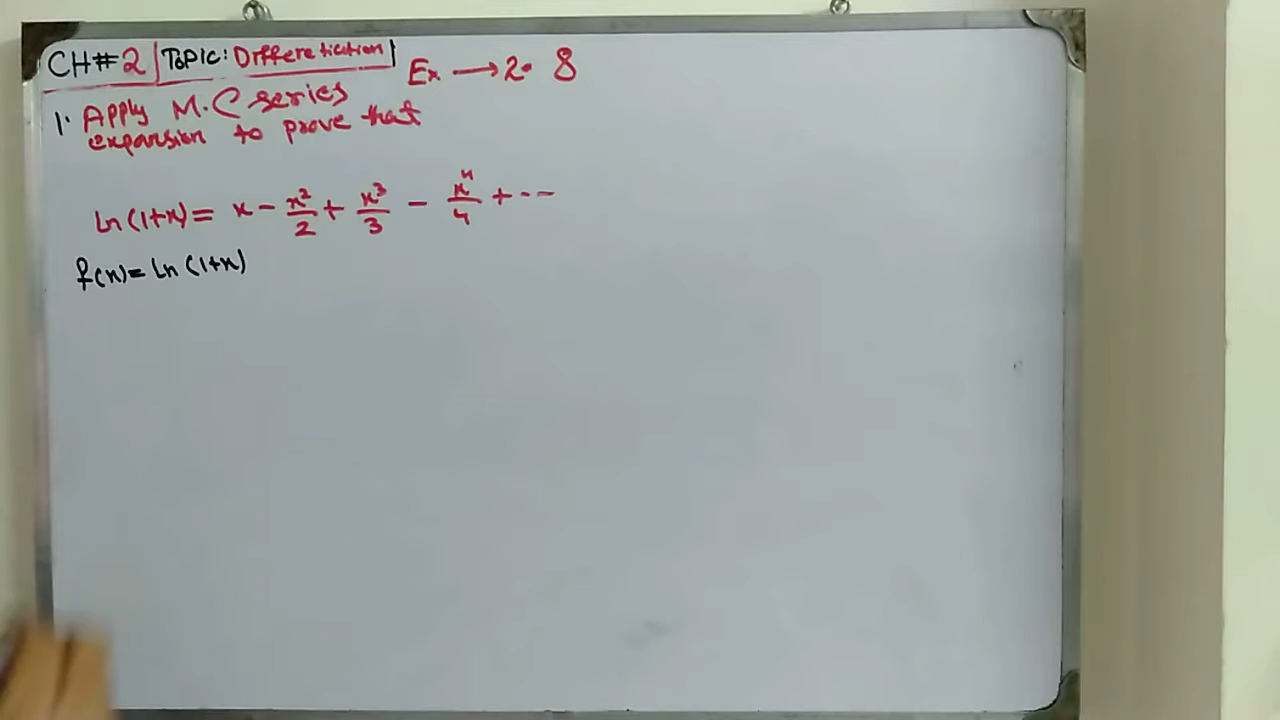 CH#2 | Topic: Differetiation | Ex → 2.8
1. Apply M.C series
expansion to prove that
ln(1+x) = x - x²/2 + x³/3 - x⁴/4 + ---
f(x) = ln(1+x)